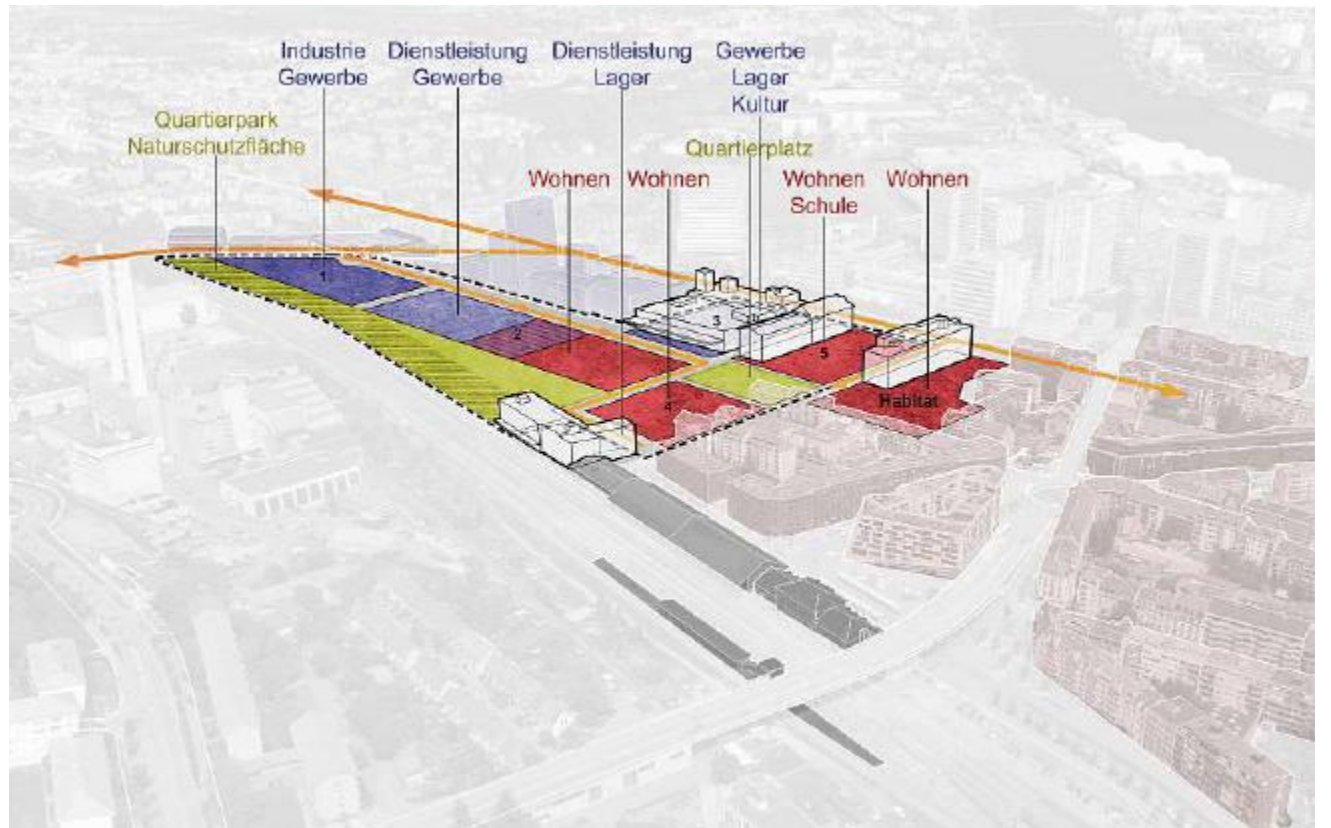 Industrie
Gewerbe
Dienstleistung
Gewerbe
Dienstleistung
Lager
Gewerbe
Lager
Kultur
Quartierpark
Naturschutzfläche
Quartierplatz
Wohnen
Wohnen
Wohnen
Schule
Wohnen
1
2
3
5
4
Habitat